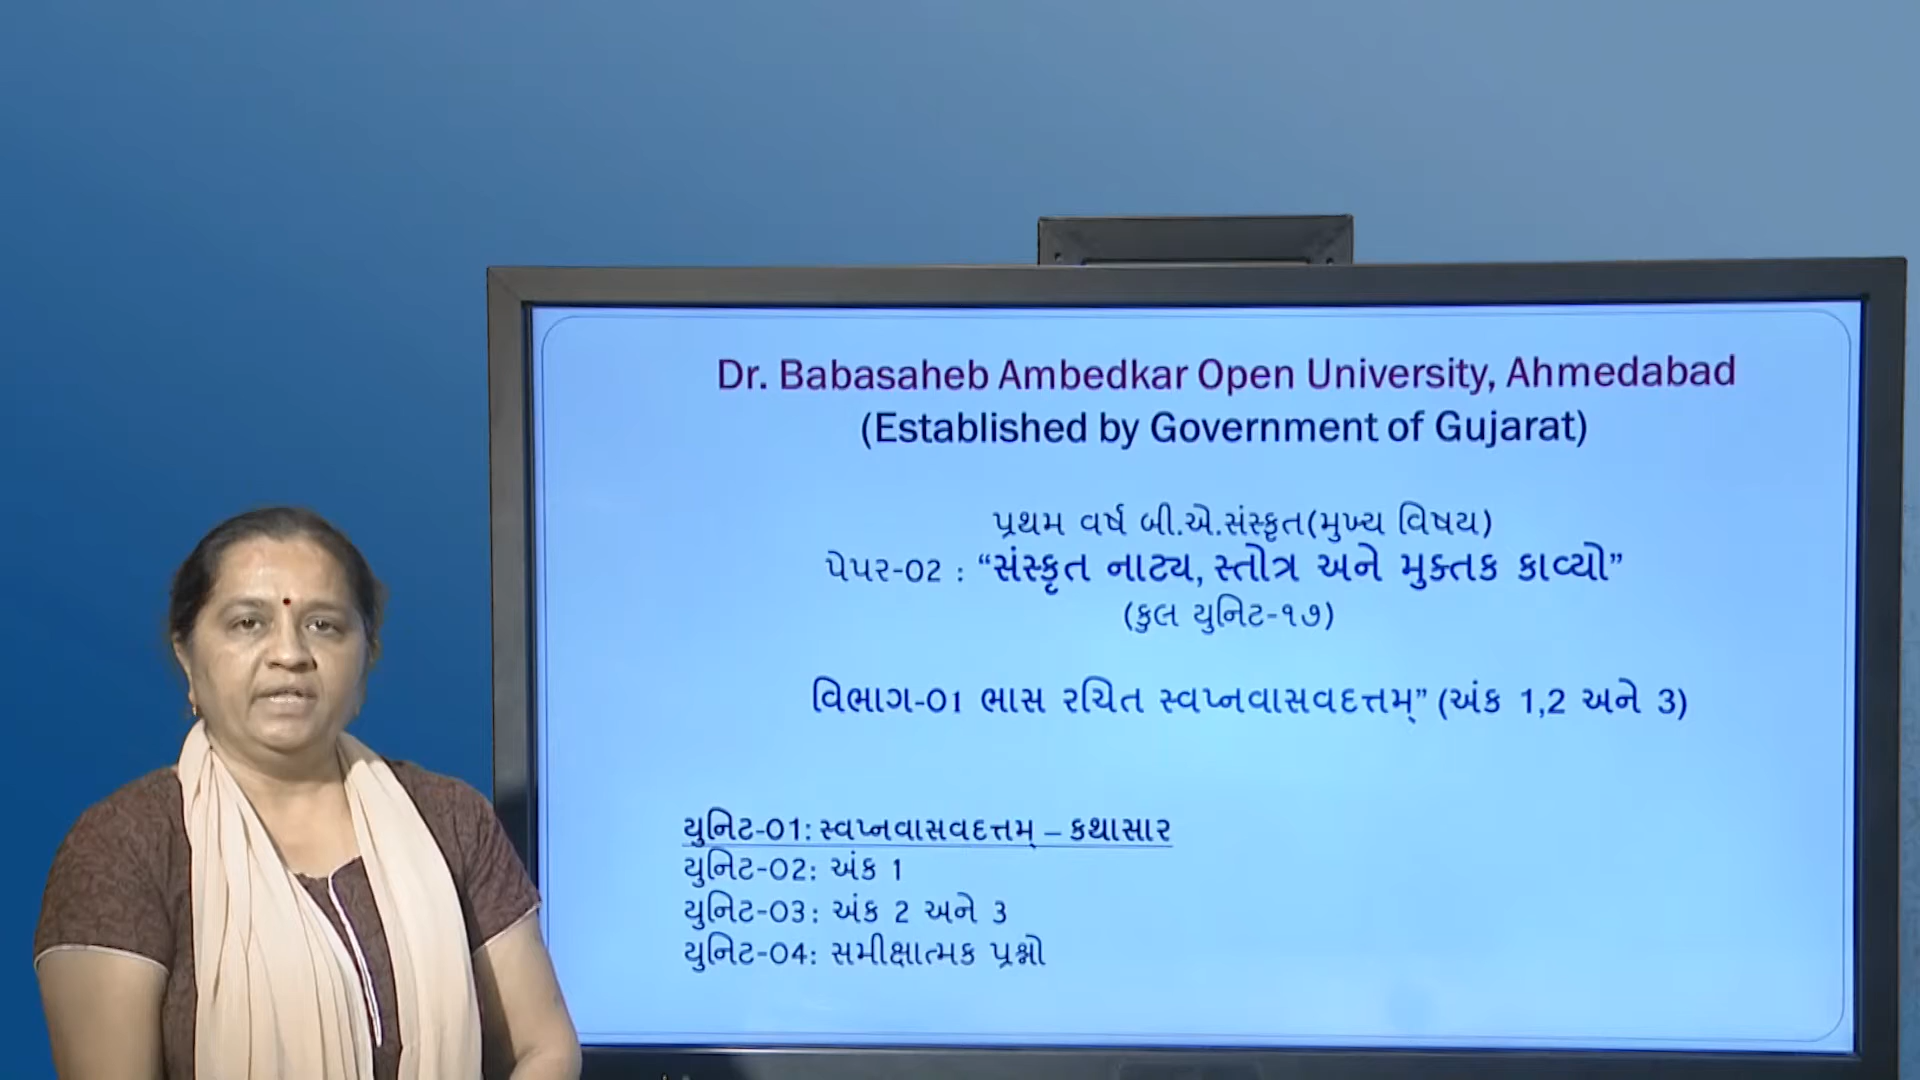 Dr. Babasaheb Ambedkar Open University, Ahmedabad
(Established by Government of Gujarat)
પ્રથમ વર્ષ બી.એ.સંસ્કૃત(મુખ્ય વિષય)
પેપર-02 : “સંસ્કૃત નાટ્ય, સ્તોત્ર અને મુક્તક કાવ્યો”
(કુલ યુનિટ-૧૭)
વિભાગ-01 ભાસ રચિત સ્વપ્નવાસવદત્તમ્” (અંક 1,2 અને 3)
યુનિટ-01: સ્વપ્નવાસવદત્તમ્ – કથાસાર
યુનિટ-02: અંક 1
યુનિટ-03: અંક 2 અને 3
યુનિટ-04: સમીક્ષાત્મક પ્રશ્નો